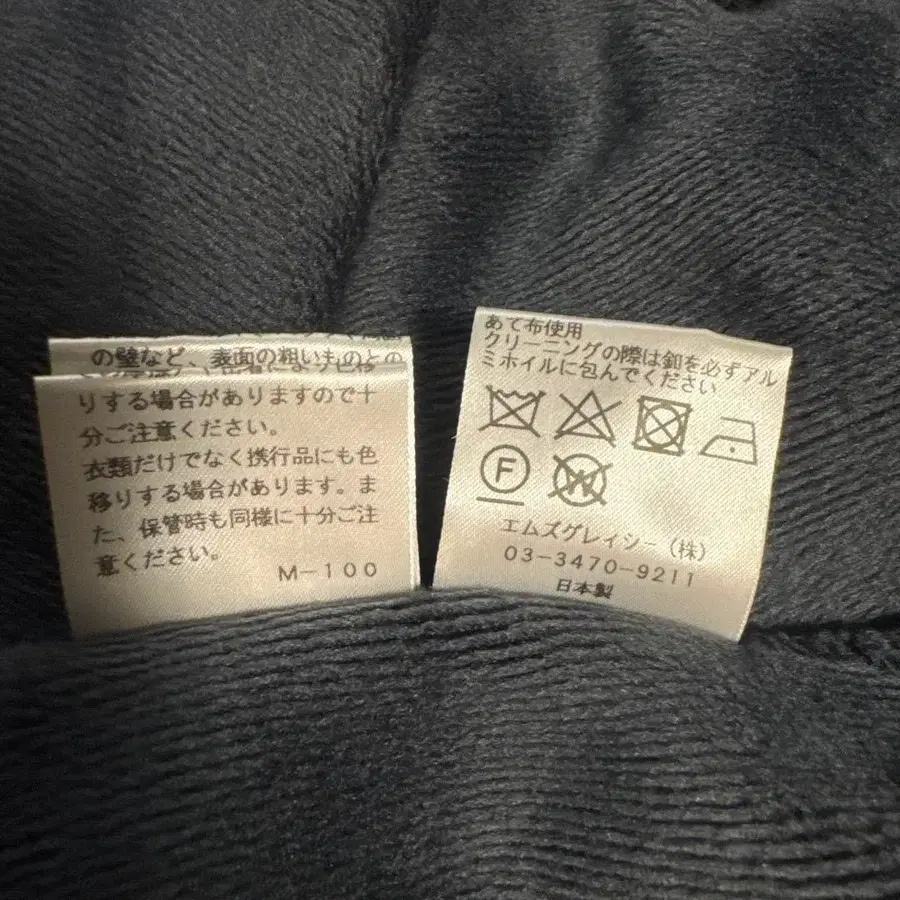 の壁など、表面の粗いものとの
りする場合がありますので十
分ご注意ください。
衣類だけでなく携行品にも色
移りする場合があります。ま
た、保管時も同様に十分ご注
意ください。
M-100
あて布使用
クリーニングの際は釦を必ずアル
ミホイルに包んでください
F
W
エムズグレイシー(株)
03-3470-9211
日本製